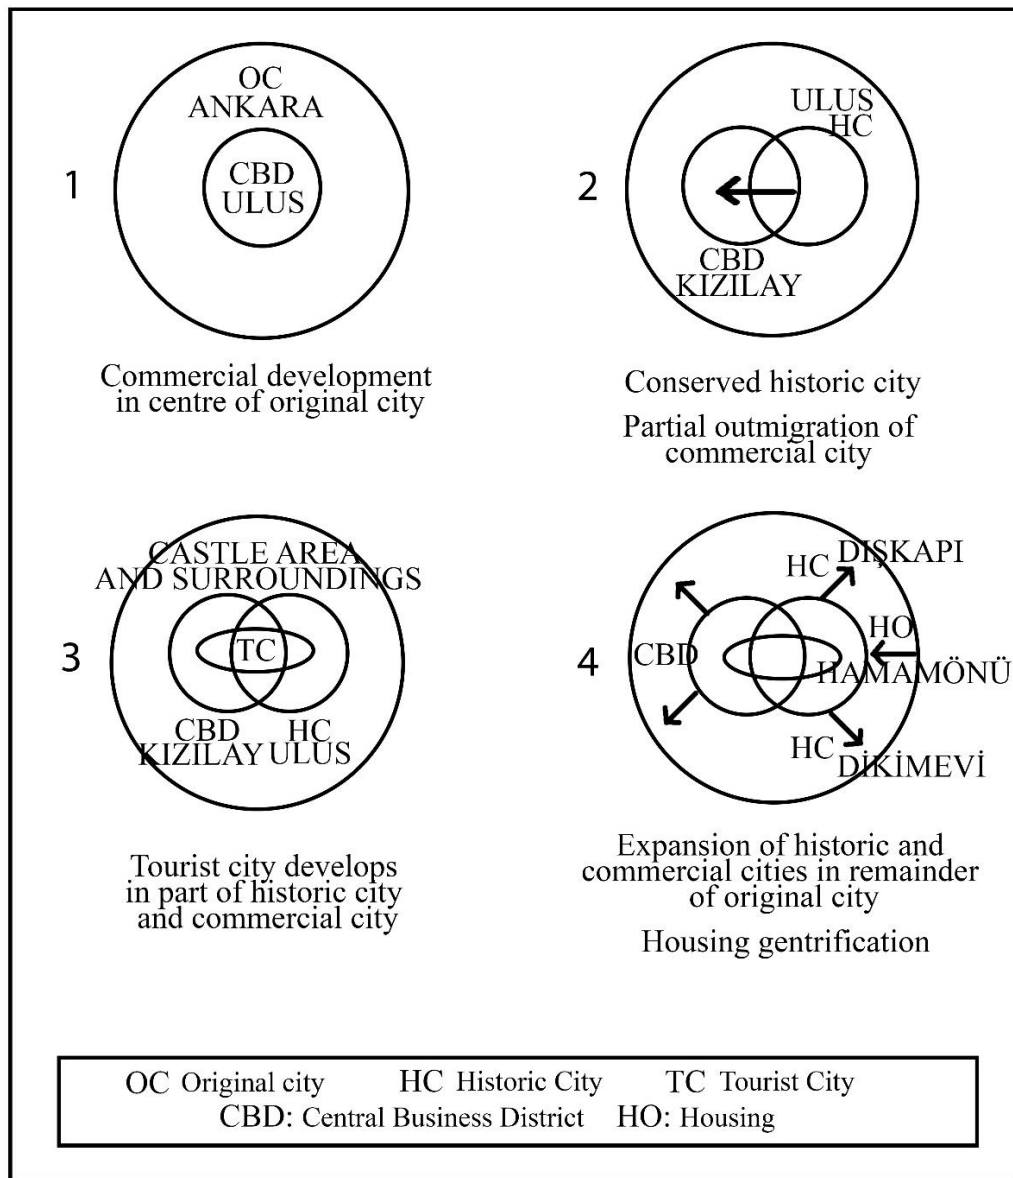 1
OC
ANKARA
CBD
ULUS
Commercial development
in centre of original city
2
ULUS
HC
CBD
KIZILAY
Conserved historic city
Partial outmigration of
commercial city
3
CASTLE AREA
AND SURROUNDINGS
TC
CBD HC
KIZILAY ULUS
Tourist city develops
in part of historic city
and commercial city
4
HC DIŞKAPI
HO
CBD
HAMAMÖNÜ
HC
DİKİMEVİ
Expansion of historic and
commercial cities in remainder
of original city
Housing gentrification
OC Original city HC Historic City TC Tourist City
CBD: Central Business District HO: Housing